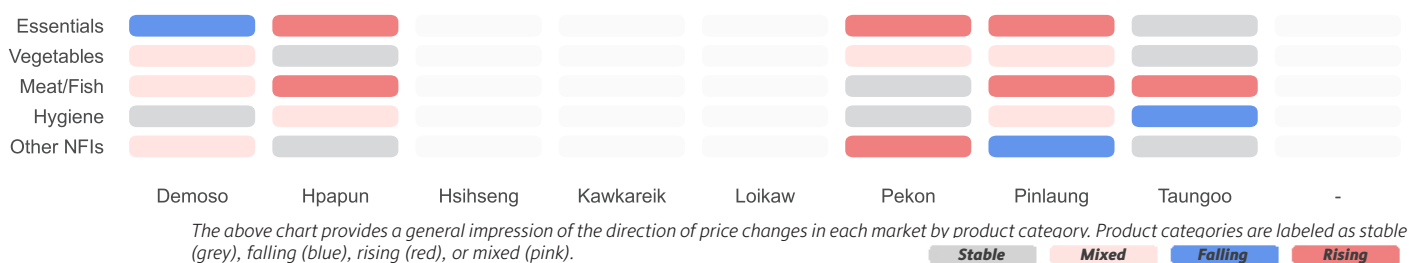 Essentials
Vegetables
Meat/Fish
Hygiene
Other NFIs
Demoso Hpapun Hsihseng Kawkareik Loikaw Pekon Pinlaung Taungoo -
The above chart provides a general impression of the direction of price changes in each market by product category. Product categories are labeled as stable
(grey), falling (blue), rising (red), or mixed (pink).
Stable Mixed Falling Rising